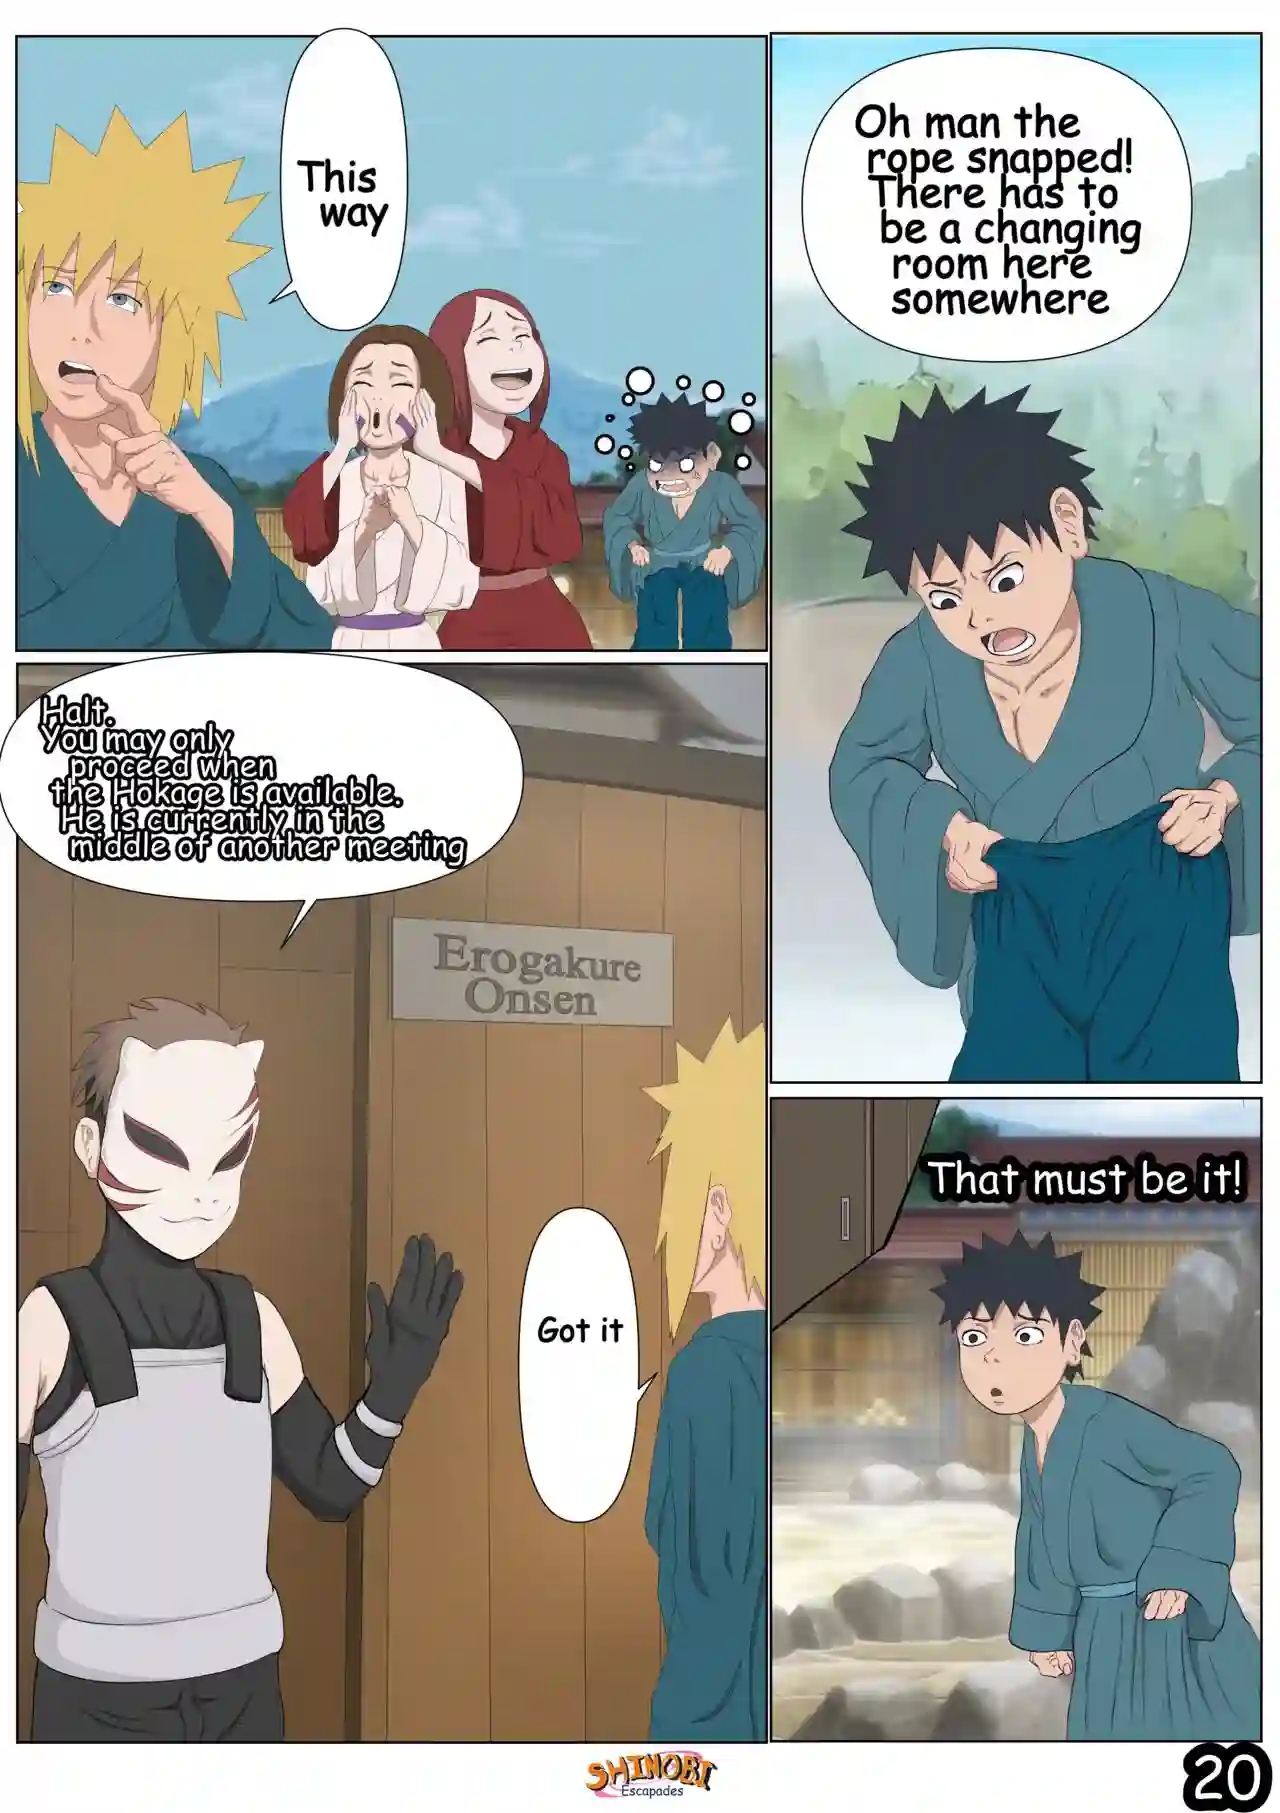 This
way
Oh man the
rope snapped!
There has to
be a changing
room here
somewhere
Halt.
You may only
proceed when
the Hokage is available.
He is currently in the
middle of another meeting
Erogakure
Onsen
Got it
That must be it!
SHINOBI
Escapades
20